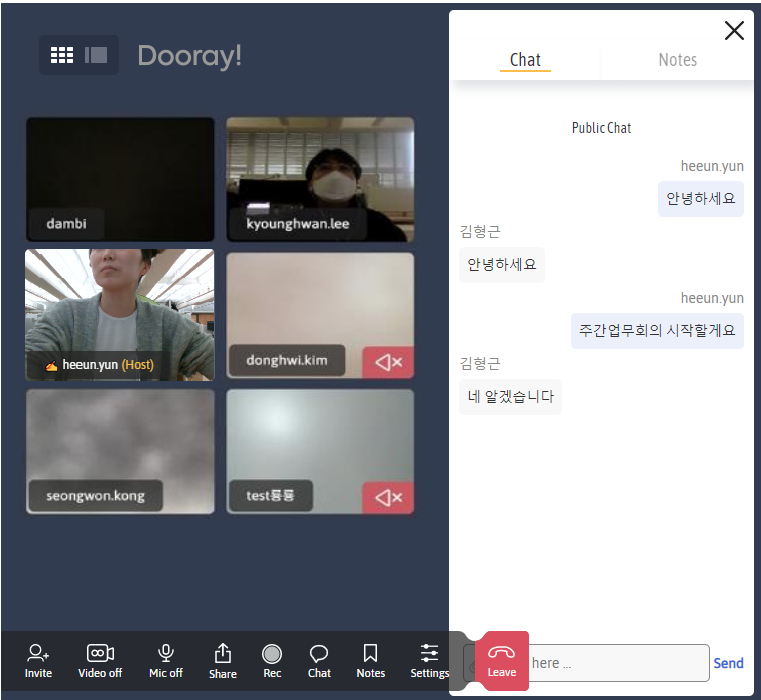 Dooray!
dambi
kyounghwan.lee
heeun.yun (Host)
donghwi.kim
seongwon.kong
test룡룡
Chat
Notes
Public Chat
heeun.yun
안녕하세요
김형근
안녕하세요
heeun.yun
주간업무회의 시작할게요
김형근
네 알겠습니다
here ...
Send
Invite
Video off
Mic off
Share
Rec
Chat
Notes
Settings
Leave